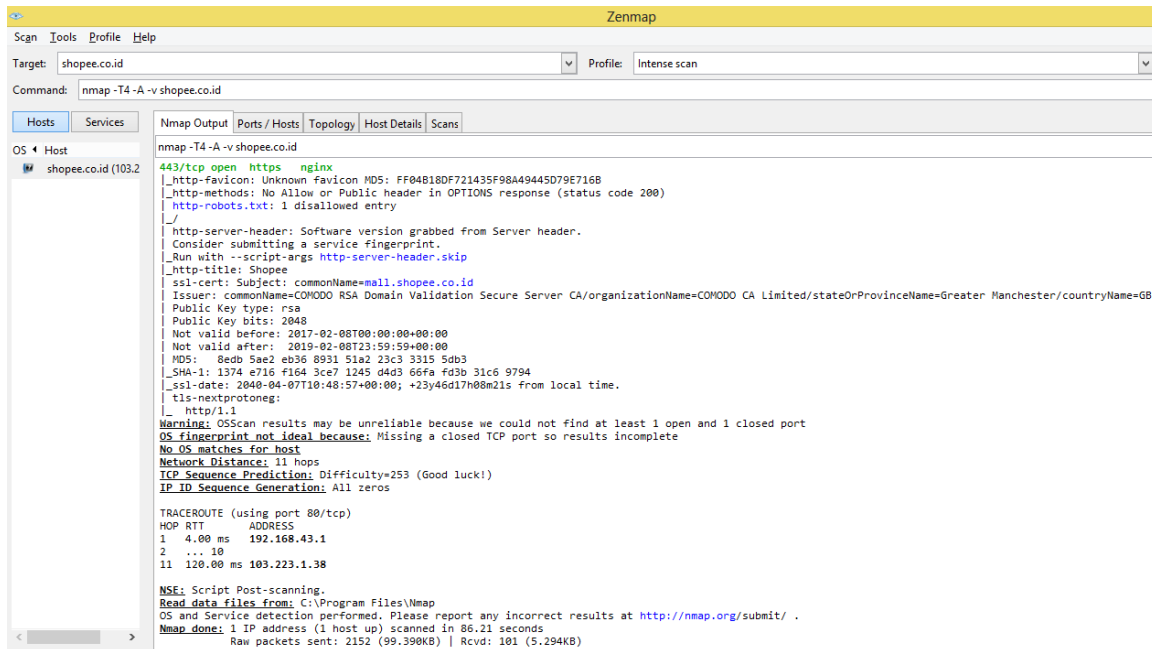 Zenmap
Scan Tools Profile Help
Target: shopee.co.id Profile: Intense scan
Command: nmap -T4 -A -v shopee.co.id
Hosts Services Nmap Output Ports / Hosts Topology Host Details Scans
OS Host
nmap -T4 -A -v shopee.co.id
shopee.co.id (103.2
443/tcp open https nginx
|_http-favicon: Unknown favicon MD5: FF04B18DF721435F98A49445D79E716B
|_http-methods: No Allow or Public header in OPTIONS response (status code 200)
| http-robots.txt: 1 disallowed entry
|_/
| http-server-header: Software version grabbed from Server header.
| Consider submitting a service fingerprint.
|_Run with --script-args http-server-header.skip
|_http-title: Shopee
| ssl-cert: Subject: commonName=mall.shopee.co.id
| Issuer: commonName=COMODO RSA Domain Validation Secure Server CA/organizationName=COMODO CA Limited/stateOrProvinceName=Greater Manchester/countryName=GB
| Public Key type: rsa
| Public Key bits: 2048
| Not valid before: 2017-02-08T00:00:00+00:00
| Not valid after: 2019-02-08T23:59:59+00:00
| MD5: 8edb 5ae2 eb36 8931 51a2 23c3 3315 5db3
|_SHA-1: 1374 e716 f164 3ce7 1245 d4d3 66fa fd3b 31c6 9794
|_ssl-date: 2040-04-07T10:48:57+00:00; +23y46d17h08m21s from local time.
| tls-nextprotoneg:
|_ http/1.1
Warning: OSScan results may be unreliable because we could not find at least 1 open and 1 closed port
OS fingerprint not ideal because: Missing a closed TCP port so results incomplete
No OS matches for host
Network Distance: 11 hops
TCP Sequence Prediction: Difficulty=253 (Good luck!)
IP ID Sequence Generation: All zeros
TRACEROUTE (using port 80/tcp)
HOP RTT ADDRESS
1 4.00 ms 192.168.43.1
2 ... 10
11 120.00 ms 103.223.1.38
NSE: Script Post-scanning.
Read data files from: C:\Program Files\Nmap
OS and Service detection performed. Please report any incorrect results at http://nmap.org/submit/ .
Nmap done: 1 IP address (1 host up) scanned in 86.21 seconds
Raw packets sent: 2152 (99.390KB) | Rcvd: 101 (5.294KB)